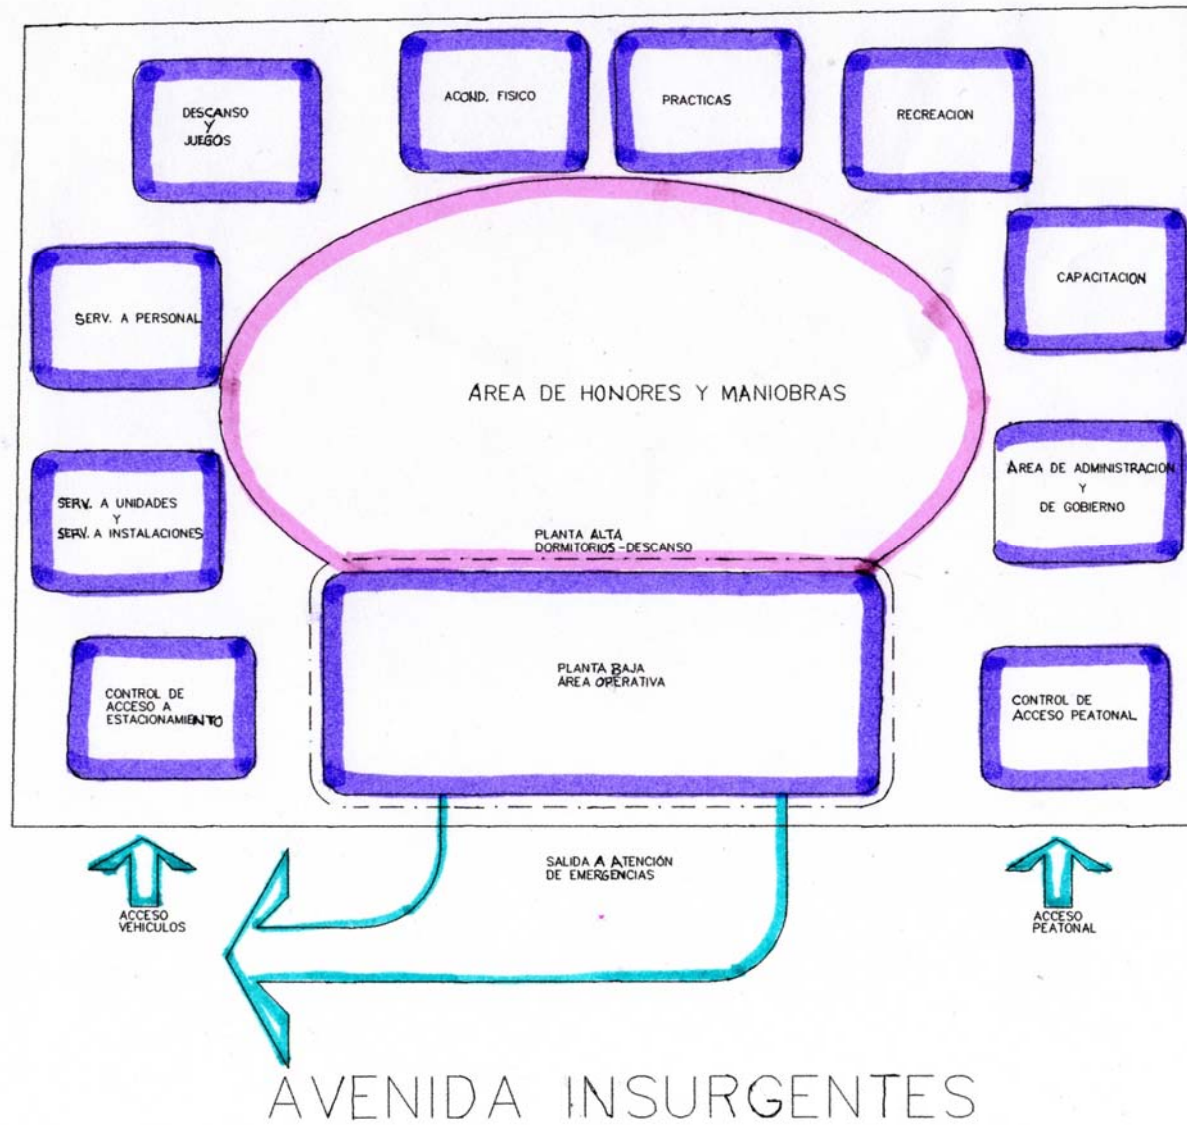 ACOND. FISICO
PRACTICAS
DESCANSO
Y
JUEGOS
RECREACION
CAPACITACION
SERV. A PERSONAL
AREA DE HONORES Y MANIOBRAS
AREA DE ADMINISTRACION
Y
DE GOBIERNO
SERV. A UNIDADES
Y
SERV. A INSTALACIONES
PLANTA ALTA
DORMITORIOS-DESCANSO
PLANTA BAJA
AREA OPERATIVA
CONTROL DE
ACCESO A
ESTACIONAMIENTO
CONTROL DE
ACCESO PEATONAL
SALIDA A ATENCIÓN
DE EMERGENCIAS
ACCESO
VEHICULOS
ACCESO
PEATONAL
AVENIDA INSURGENTES